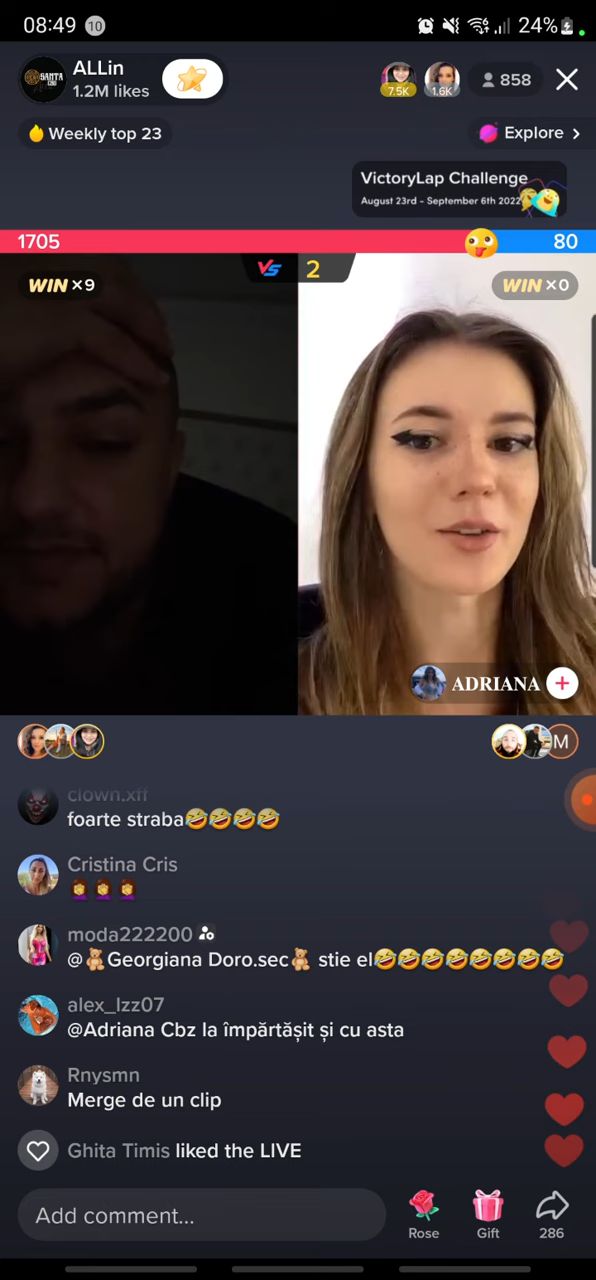 08:49 10 24%
ALLin
1.2M likes
7.5K 1.6K 858
Weekly top 23
Explore >
VictoryLap Challenge
August 23rd - September 6th 2022
1705 80
WIN ×9 VS 2 WIN ×0
ADRIANA +
M
clown.xff
foarte straba🤣🤣🤣🤣
Cristina Cris
🤦‍♀️🤦‍♀️🤦‍♀️
moda222200
@🧸Georgiana Doro.sec🧸 stie el🤣🤣🤣🤣🤣🤣🤣🤣
alex_lzz07
@Adriana Cbz la împărtășit și cu asta
Rnysmn
Merge de un clip
Ghita Timis liked the LIVE
Add comment...
Rose Gift 286